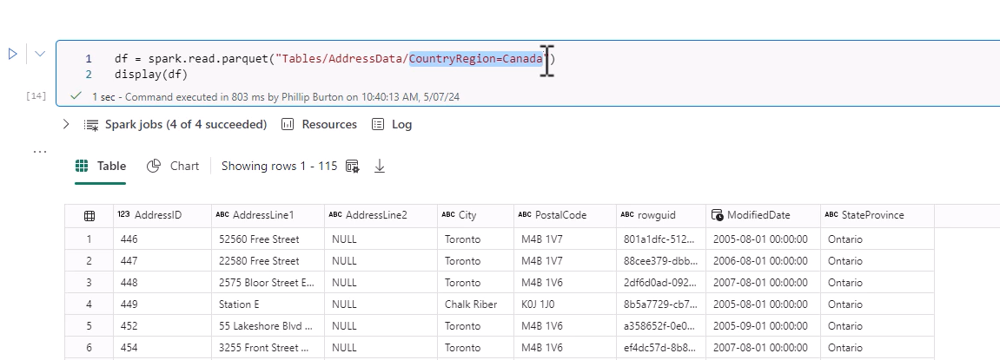 1 df = spark.read.parquet("Tables/AddressData/CountryRegion=Canada")
2 display(df)
[14] 1 sec - Command executed in 803 ms by Phillip Burton on 10:40:13 AM, 5/07/24
Spark jobs (4 of 4 succeeded) Resources Log
Table Chart Showing rows 1 - 115
123 AddressID ABC AddressLine1 ABC AddressLine2 ABC City ABC PostalCode ABC rowguid ModifiedDate ABC StateProvince
1 446 52560 Free Street NULL Toronto M4B 1V7 801a1dfc-512... 2005-08-01 00:00:00 Ontario
2 447 22580 Free Street NULL Toronto M4B 1V7 88cee379-dbb... 2006-08-01 00:00:00 Ontario
3 448 2575 Bloor Street E... NULL Toronto M4B 1V6 2df6d0ad-092... 2007-08-01 00:00:00 Ontario
4 449 Station E NULL Chalk Riber K0J 1J0 8b5a7729-cb7... 2005-08-01 00:00:00 Ontario
5 452 55 Lakeshore Blvd ... NULL Toronto M4B 1V6 a358652f-0e0... 2005-09-01 00:00:00 Ontario
6 454 3255 Front Street ... NULL Toronto M4B 1V6 ef4dc57d-8b8... 2007-08-01 00:00:00 Ontario